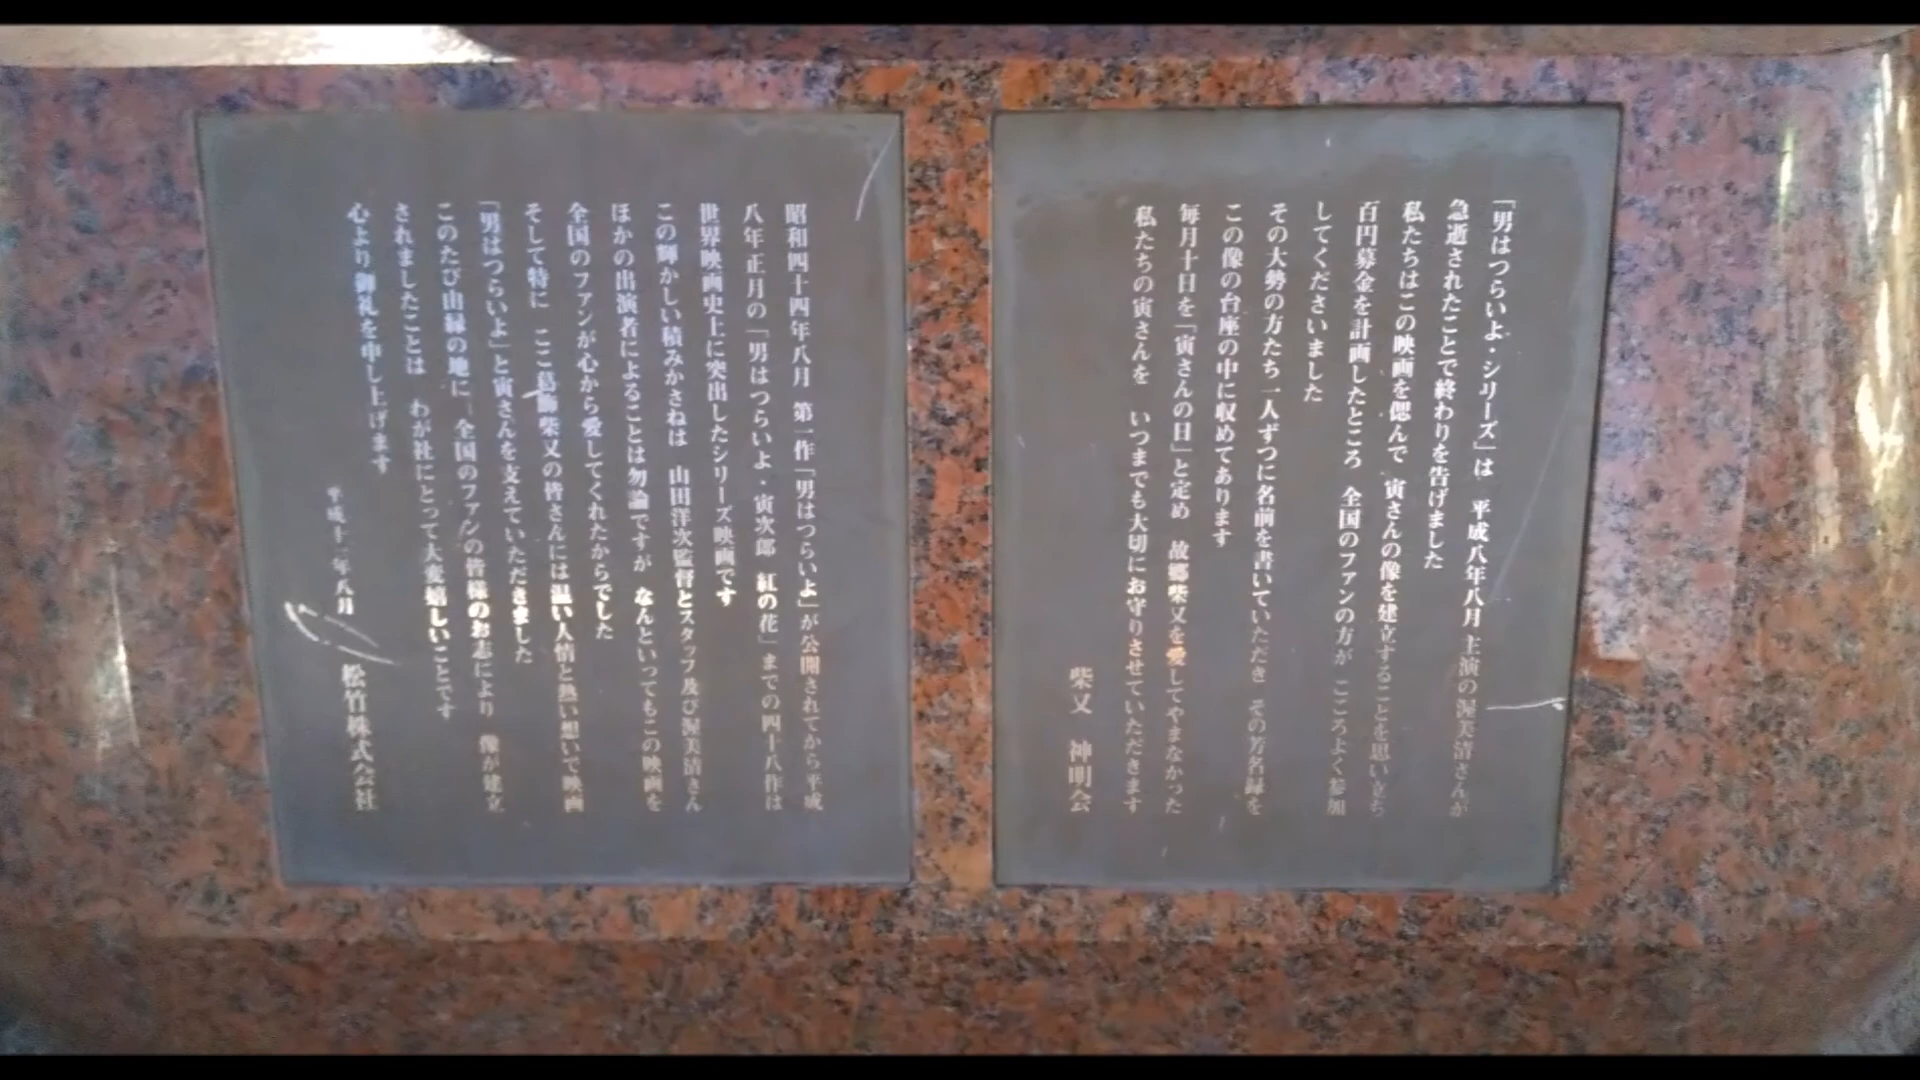 「男はつらいよ・シリーズ」は　平成八年八月　主演の渥美清さんが
急逝されたことで終わりを告げました
私たちはこの映画を偲んで　寅さんの像を建立することを思い立ち
百円募金を計画したところ　全国のファンの方が　こころよく参加
してくださいました
その大勢の方たち一人ずつに名前を書いていただき　その芳名録を
この像の台座の中に収めてあります
毎月十日を「寅さんの日」と定め　故郷柴又を愛してやまなかった
私たちの寅さんを　いつまでも大切にお守りさせていただきます
柴又　神明会
昭和四十四年八月　第一作「男はつらいよ」が公開されてから平成
八年正月の「男はつらいよ・寅次郎　紅の花」までの四十八作は
世界映画史上に突出したシリーズ映画です
この輝かしい積みかさねは　山田洋次監督とスタッフ及び渥美清さん
ほかの出演者によることは勿論ですが　なんといってもこの映画を
全国のファンが心から愛してくれたからでした
そして特に　ここ葛飾柴又の皆さんには温い人情と熱い想いで映画
「男はつらいよ」と寅さんを支えていただきました
このたび由縁の地に　全国のファンの皆様のお志により　像が建立
されましたことは　わが社にとって大変嬉しいことです
心より御礼を申し上げます
平成十一年八月　松竹株式会社